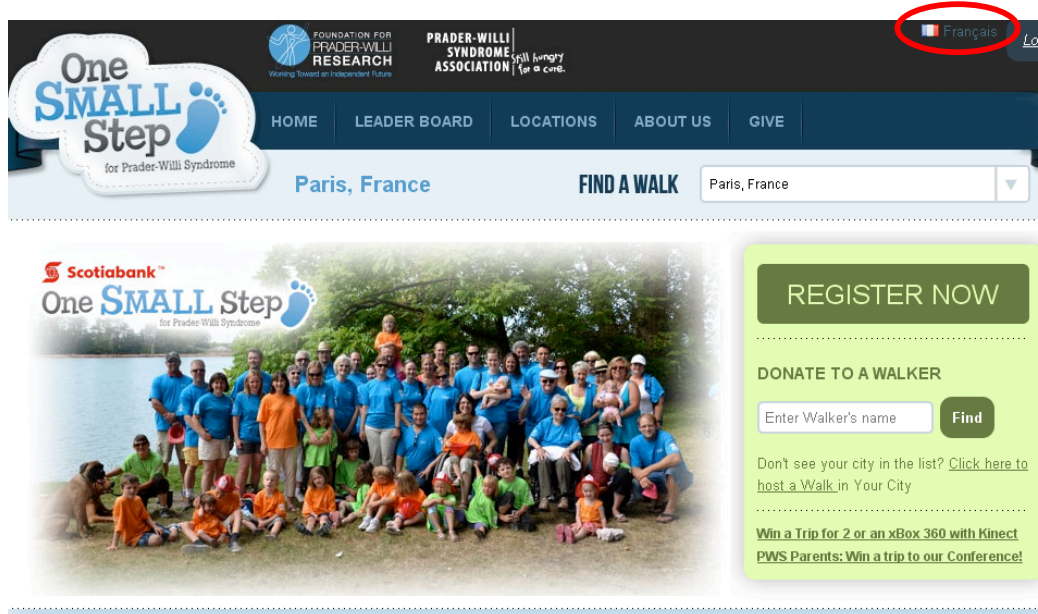 Français
Lo
FOUNDATION FOR
PRADER-WILLI
RESEARCH
Working Toward an Independent Future
PRADER-WILLI
SYNDROME
ASSOCIATION
Still hungry
for a cure.
One
SMALL
Step
for Prader-Willi Syndrome
HOME
LEADER BOARD
LOCATIONS
ABOUT US
GIVE
Paris, France
FIND A WALK
Paris, France
Scotiabank™
One SMALL Step
for Prader-Willi Syndrome
REGISTER NOW
DONATE TO A WALKER
Enter Walker's name
Find
Don't see your city in the list? Click here to
host a Walk in Your City
Win a Trip for 2 or an xBox 360 with Kinect
PWS Parents: Win a trip to our Conference!